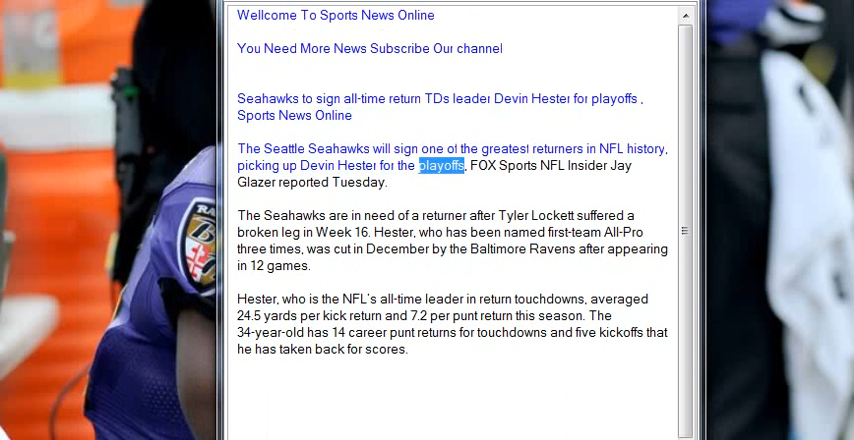 Wellcome To Sports News Online
You Need More News Subscribe Our channel
Seahawks to sign all-time return TDs leader Devin Hester for playoffs .
Sports News Online
The Seattle Seahawks will sign one of the greatest returners in NFL history,
picking up Devin Hester for the playoffs, FOX Sports NFL Insider Jay
Glazer reported Tuesday.
The Seahawks are in need of a returner after Tyler Lockett suffered a
broken leg in Week 16. Hester, who has been named first-team All-Pro
three times, was cut in December by the Baltimore Ravens after appearing
in 12 games.
Hester, who is the NFL's all-time leader in return touchdowns, averaged
24.5 yards per kick return and 7.2 per punt return this season. The
34-year-old has 14 career punt returns for touchdowns and five kickoffs that
he has taken back for scores.